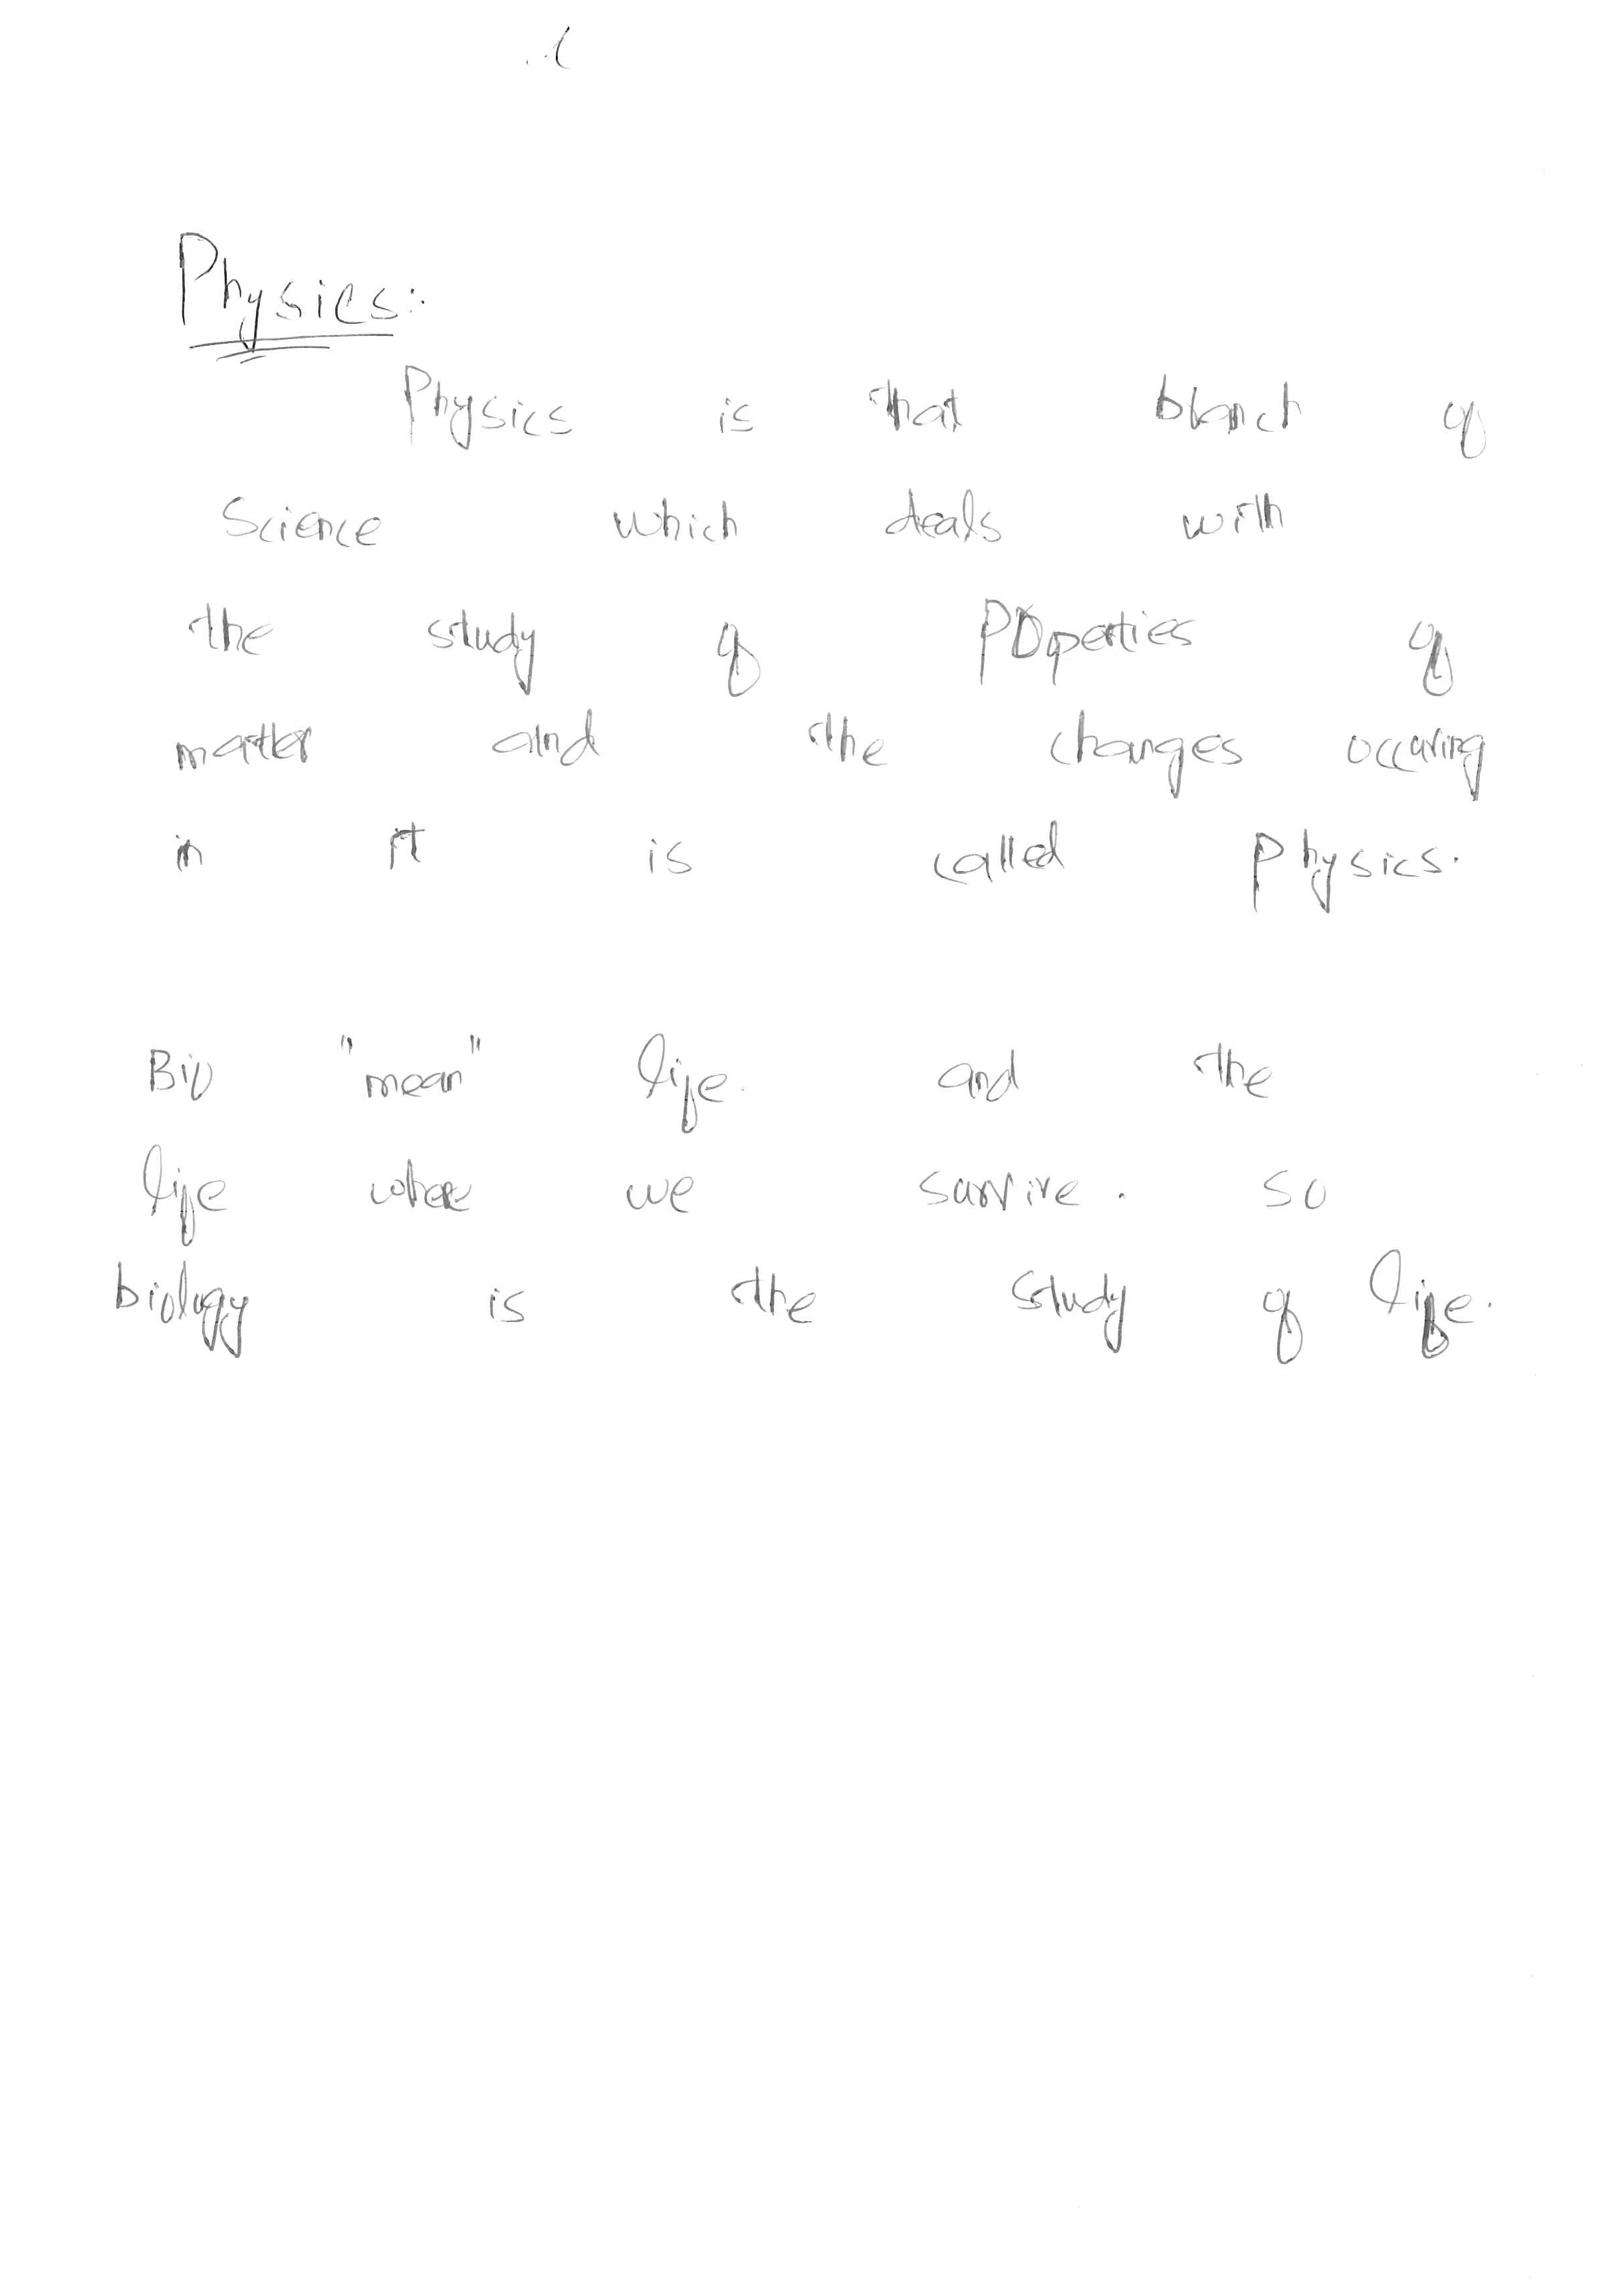 Physics:
Physics is that branch of
Science which deals with
the study of properties of
matter and the changes occuring
in it is called Physics.
Bio "mean" life. and the
life where we survive. so
biology is the study of life.